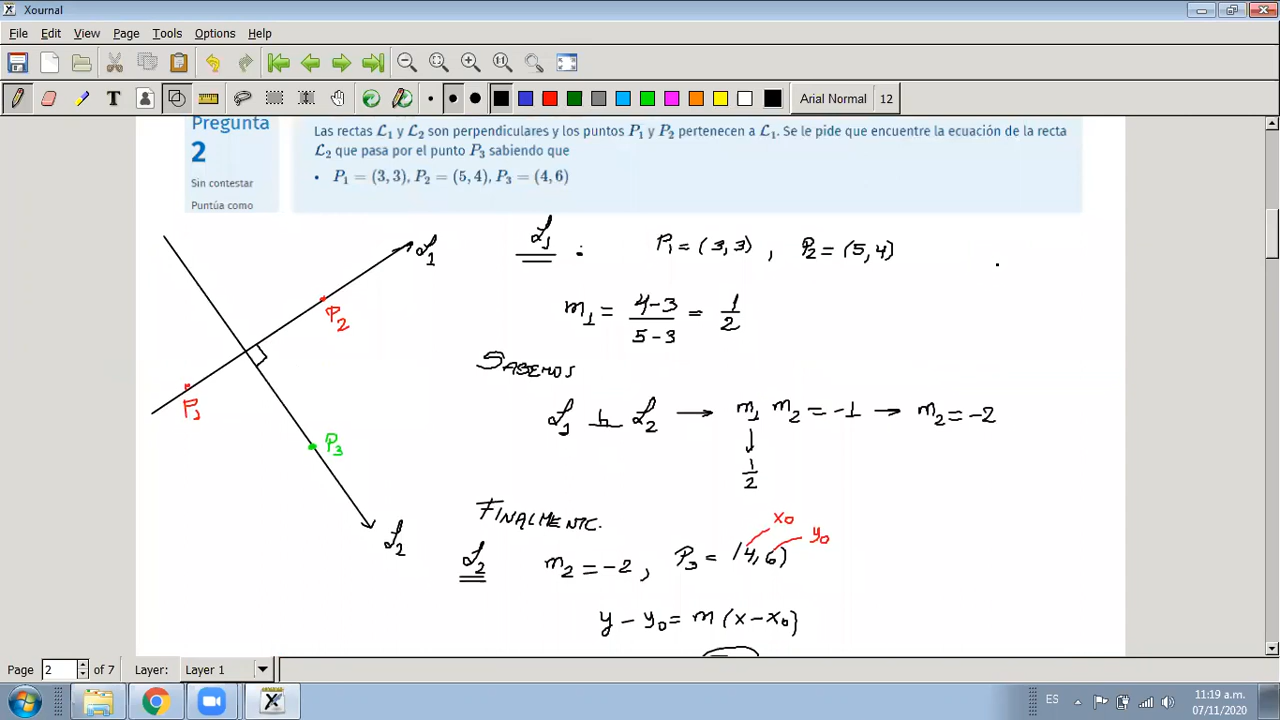 Xournal
File Edit View Page Tools Options Help
Arial Normal 12
Pregunta
2
Sin contestar
Puntúa como
Las rectas ℒ₁ y ℒ₂ son perpendiculares y los puntos P₁ y P₂ pertenecen a ℒ₁. Se le pide que encuentre la ecuación de la recta
ℒ₂ que pasa por el punto P₃ sabiendo que
• P₁ = (3, 3), P₂ = (5, 4), P₃ = (4, 6)
ℒ₁
P₂
P₁
P₃
ℒ₂
ℒ₁ : P₁ = (3,3) , P₂ = (5,4)
m₁ = (4-3)/(5-3) = 1/2
SABEMOS
ℒ₁ ⊥ ℒ₂ → m₁ m₂ = -1 → m₂ = -2
↓
1/2
FINALMENTE.
x₀ y₀
ℒ₂ m₂ = -2 , P₃ = (4,6)
y - y₀ = m (x - x₀)
Page 2 of 7 Layer: Layer 1
ES 11:19 a.m.
07/11/2020